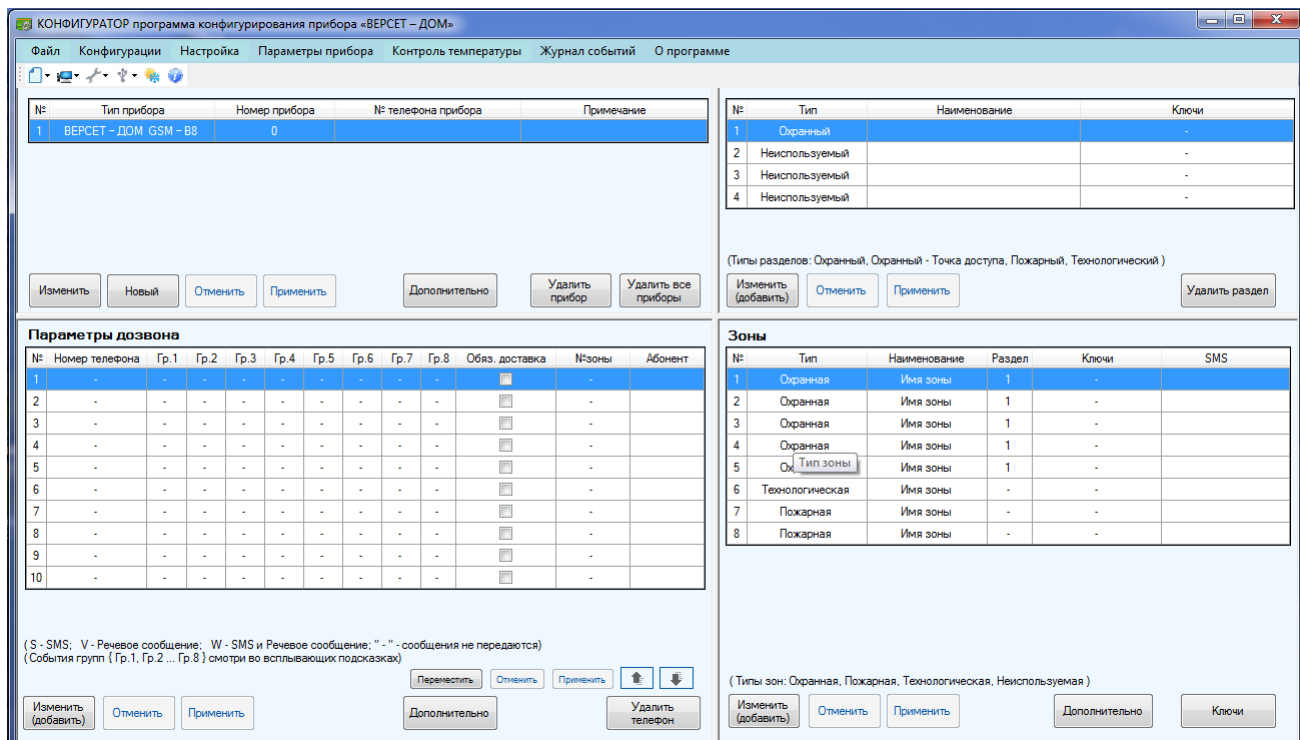 КОНФИГУРАТОР программа конфигурирования прибора «ВЕРСЕТ – ДОМ»
Файл Конфигурации Настройка Параметры прибора Контроль температуры Журнал событий О программе
№ Тип прибора Номер прибора № телефона прибора Примечание
1 ВЕРСЕТ – ДОМ GSM – В8 0
Изменить Новый Отменить Применить Дополнительно Удалить прибор Удалить все приборы
№ Тип Наименование Ключи
1 Охранный -
2 Неиспользуемый -
3 Неиспользуемый -
4 Неиспользуемый -
(Типы разделов: Охранный, Охранный - Точка доступа, Пожарный, Технологический )
Изменить (добавить) Отменить Применить Удалить раздел
Параметры дозвона
№ Номер телефона Гр.1 Гр.2 Гр.3 Гр.4 Гр.5 Гр.6 Гр.7 Гр.8 Обяз. доставка №зоны Абонент
1 - - - - - - - - - -
2 - - - - - - - - - -
3 - - - - - - - - - -
4 - - - - - - - - - -
5 - - - - - - - - - -
6 - - - - - - - - - -
7 - - - - - - - - - -
8 - - - - - - - - - -
9 - - - - - - - - - -
10 - - - - - - - - - -
( S - SMS; V - Речевое сообщение; W - SMS и Речевое сообщение; " - " - сообщения не передаются)
( События групп { Гр.1, Гр.2 ... Гр.8 } смотри во всплывающих подсказках)
Переместить Отменить Применить
Изменить (добавить) Отменить Применить Дополнительно Удалить телефон
Зоны
№ Тип Наименование Раздел Ключи SMS
1 Охранная Имя зоны 1 -
2 Охранная Имя зоны 1 -
3 Охранная Имя зоны 1 -
4 Охранная Имя зоны 1 -
Тип зоны
5 Ох Имя зоны 1 -
6 Технологическая Имя зоны - -
7 Пожарная Имя зоны - -
8 Пожарная Имя зоны - -
( Типы зон: Охранная, Пожарная, Технологическая, Неиспользуемая )
Изменить (добавить) Отменить Применить Дополнительно Ключи